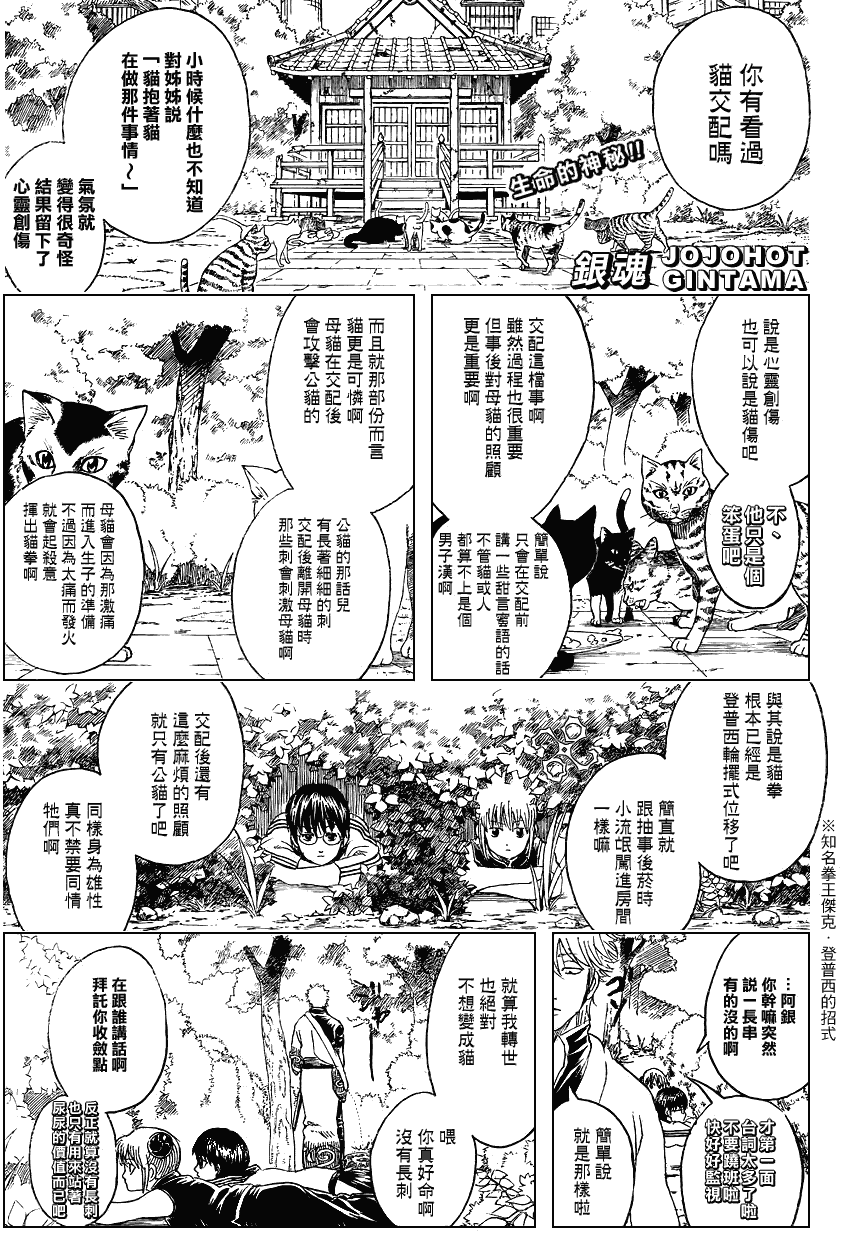 你有看過
貓交配嗎
小時候什麼也不知道
對姊姊說
「貓抱著貓
在做那件事情～」
氣氛就
變得很奇怪
結果留下了
心靈創傷
生命的神秘!!
銀魂
JOJOHOT
GINTAMA
說是心靈創傷
也可以說是貓傷吧
不、
他只是個
笨蛋吧
交配這檔事啊
雖然過程也很重要
但事後對母貓的照顧
更是重要啊
簡單說
只會在交配前
講一些甜言蜜語的話
不管貓或人
都算不上是個
男子漢啊
而且就那部份而言
貓更是可憐啊
母貓在交配後
會攻擊公貓的
公貓的那話兒
有長著細細的刺
交配後離開母貓時
那些刺會刺激母貓啊
母貓會因為那激痛
而進入生子的準備
不過因為太痛而發火
就會起殺意
揮出貓拳啊
與其說是貓拳
根本已經是
登普西輪擺式位移了吧
簡直就
跟抽事後菸時
小流氓闖進房間
一樣嘛
交配後還有
這麼麻煩的照顧
就只有公貓了吧
同樣身為雄性
真不禁要同情
牠們啊
※知名拳王傑克．登普西的招式
…阿銀
你幹嘛突然
說一長串
有的沒的啊
才第一面
台詞太多了啦
不要蹺班啦
快好好監視
簡單說
就是那樣啦
就算我轉世
也絕對
不想變成貓
喂
你真好命啊
沒有長刺
在跟誰講話啊
拜託你收斂點
反正就算沒有長刺
也只有用來站著
尿尿的價值而已吧